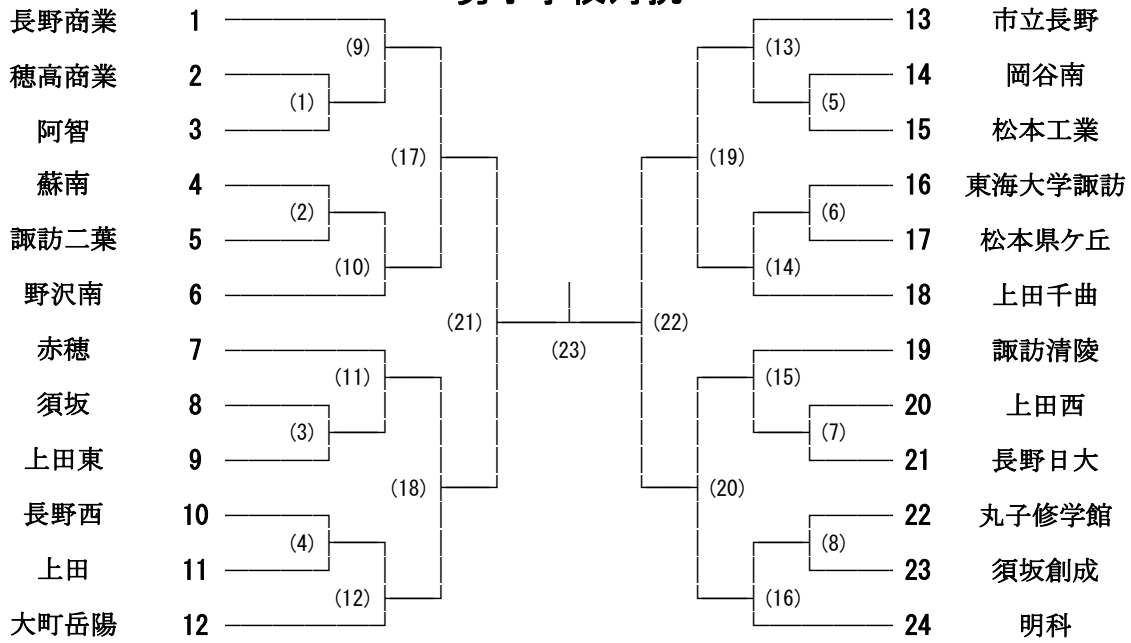 長野商業 1
(9)
穂高商業 2
(1)
阿智 3
(17)
蘇南 4
(2)
諏訪二葉 5
(10)
野沢南 6
(21)
赤穂 7
(11)
須坂 8
(3)
上田東 9
(18)
長野西 10
(4)
上田 11
(12)
大町岳陽 12
(23)
13 市立長野
(13)
14 岡谷南
(5)
15 松本工業
(19)
16 東海大学諏訪
(6)
17 松本県ケ丘
(14)
18 上田千曲
(22)
19 諏訪清陵
(15)
20 上田西
(7)
21 長野日大
(20)
22 丸子修学館
(8)
23 須坂創成
(16)
24 明科